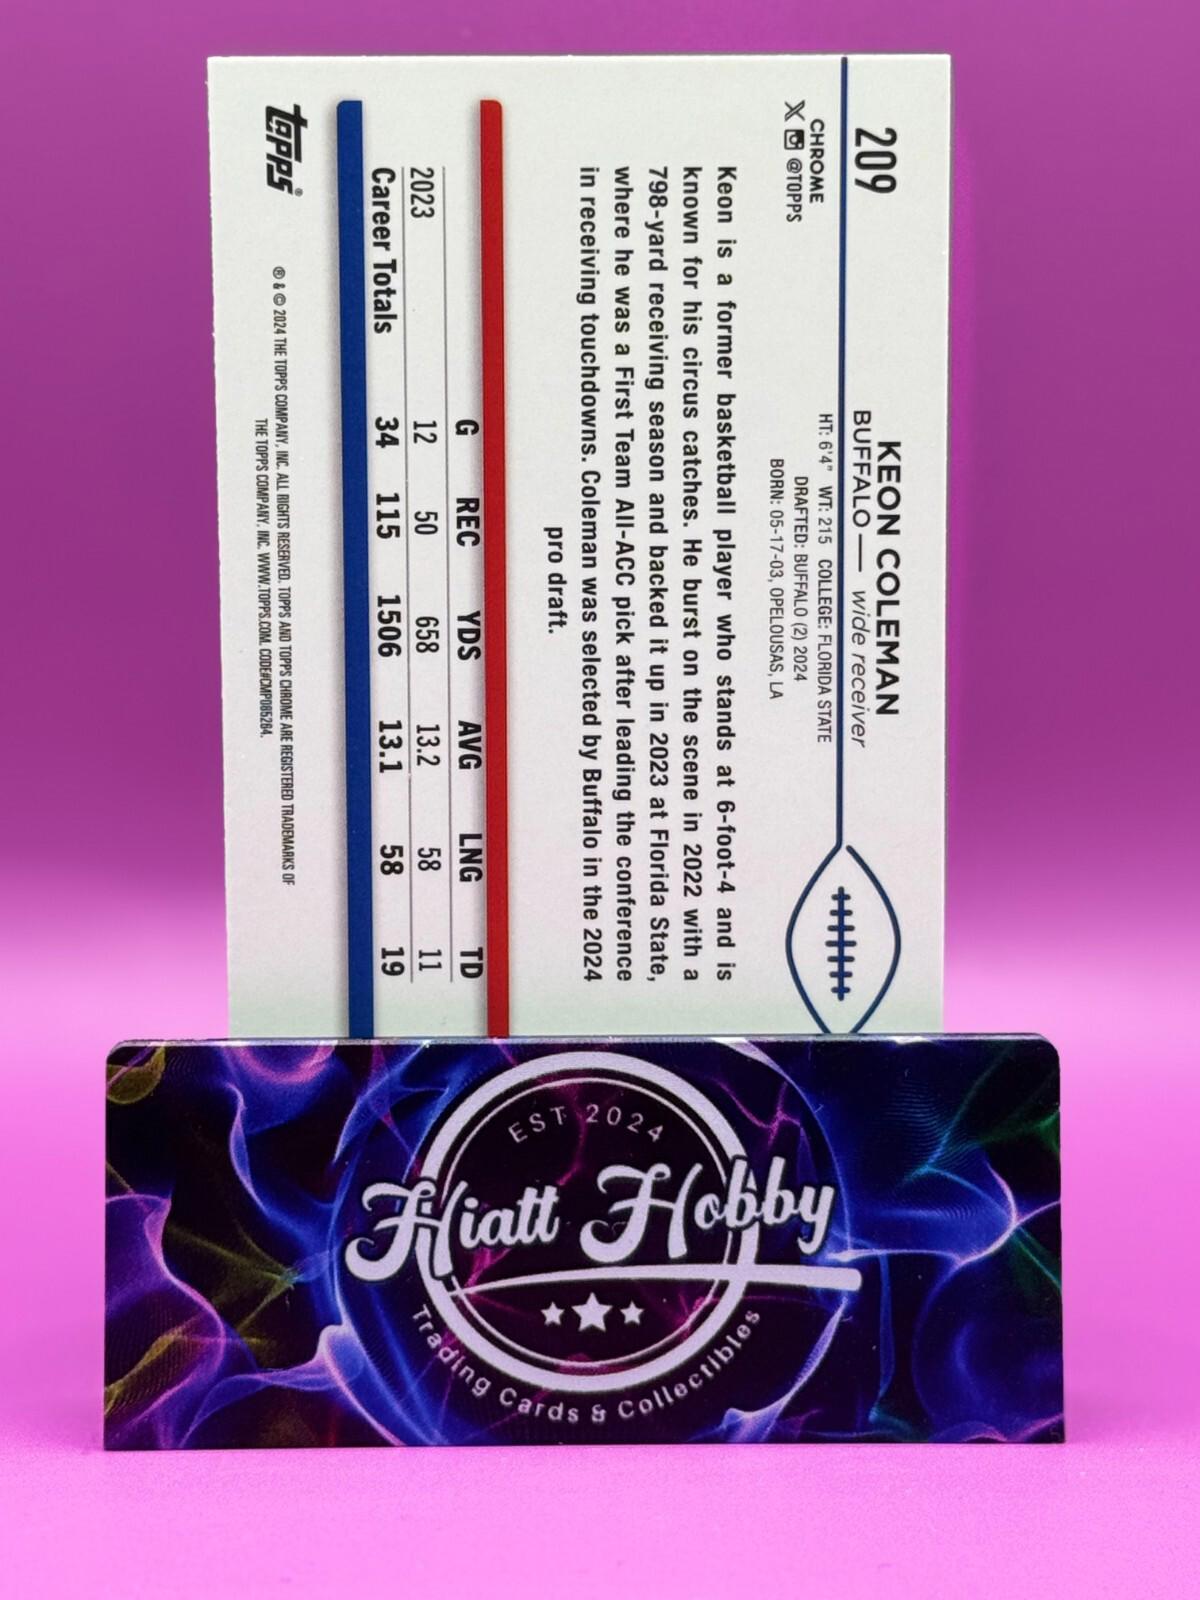 209
KEON COLEMAN
BUFFALO — wide receiver
CHROME
@TOPPS
HT: 6'4" WT: 215 COLLEGE: FLORIDA STATE
DRAFTED: BUFFALO (2) 2024
BORN: 05-17-03, OPELOUSAS, LA
Keon is a former basketball player who stands at 6-foot-4 and is
known for his circus catches. He burst on the scene in 2022 with a
798-yard receiving season and backed it up in 2023 at Florida State,
where he was a First Team All-ACC pick after leading the conference
in receiving touchdowns. Coleman was selected by Buffalo in the 2024
pro draft.
G REC YDS AVG LNG TD
2023 12 50 658 13.2 58 11
Career Totals 34 115 1506 13.1 58 19
topps®
® & © 2024 THE TOPPS COMPANY, INC. ALL RIGHTS RESERVED. TOPPS AND TOPPS CHROME ARE REGISTERED TRADEMARKS OF
THE TOPPS COMPANY, INC. WWW.TOPPS.COM. CODE#CMP085284.
EST 2024
Hiatt Hobby
Trading Cards & Collectibles